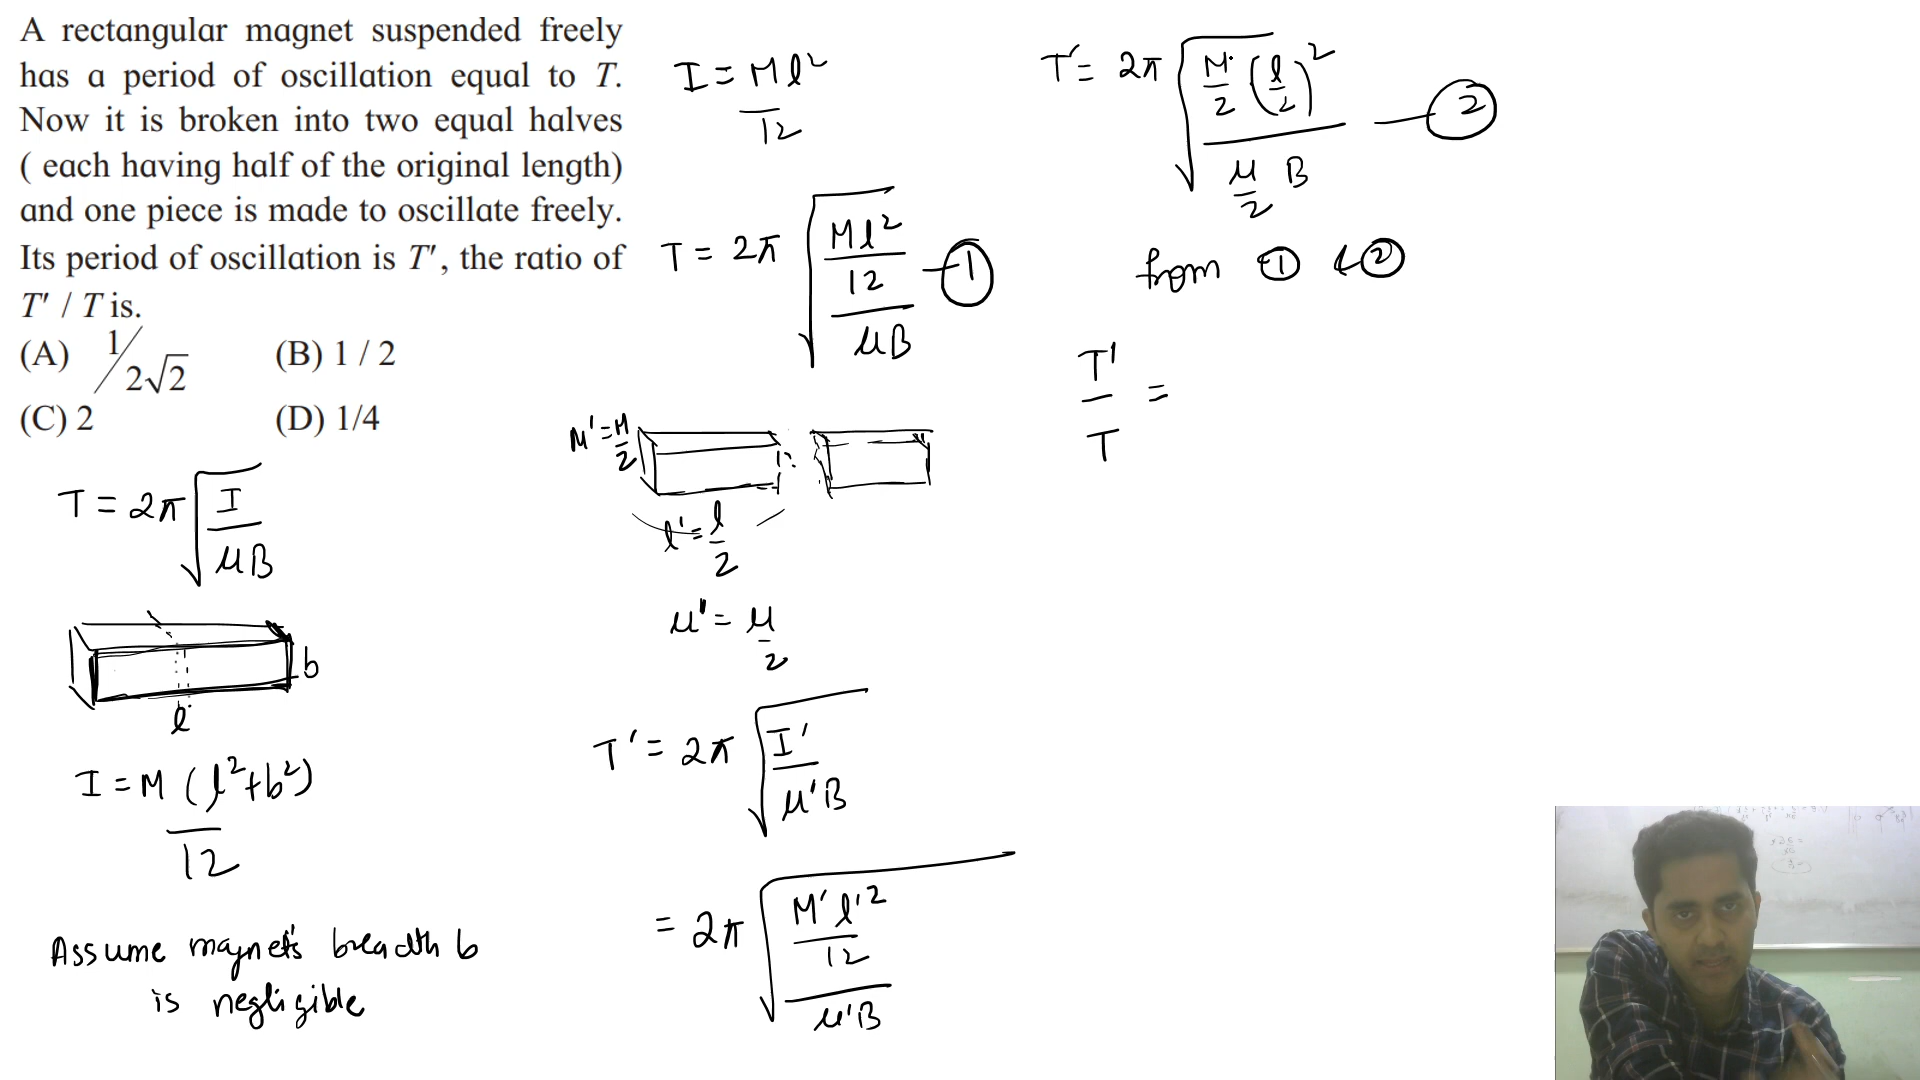 A rectangular magnet suspended freely
has a period of oscillation equal to T.
Now it is broken into two equal halves
( each having half of the original length)
and one piece is made to oscillate freely.
Its period of oscillation is T′, the ratio of
T′ / T is.
(A) 1/2√2 (B) 1 / 2
(C) 2 (D) 1/4
T = 2π √(I / μB)
b
l
I = M (l²+b²) / 12
Assume magnet's breadth b
is negligible
I = Ml² / 12
T = 2π √((Ml² / 12) / μB) — 1
M' = M/2
l' = l/2
μ' = μ/2
T' = 2π √(I' / μ'B)
= 2π √((M' l'² / 12) / μ'B)
T' = 2π √((M/2 (l/2)²) / (μ/2 B)) — 2
from 1 & 2
T' / T =